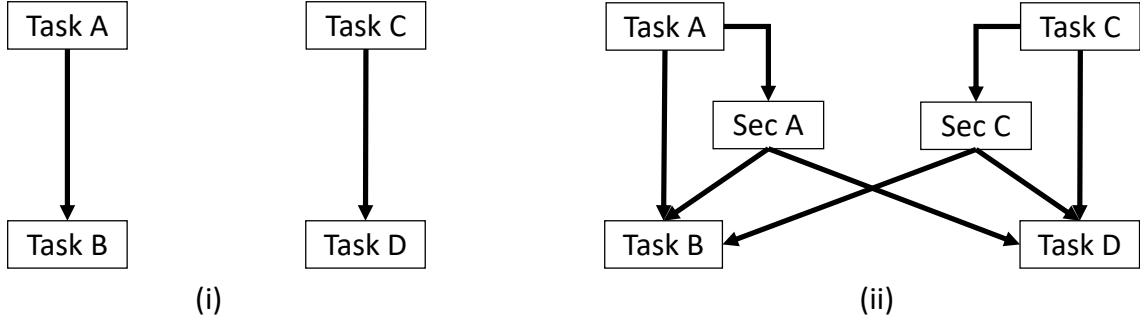 Task A
Task C
Task A
Task C
Sec A
Sec C
Task B
Task D
Task B
Task D
(i)
(ii)